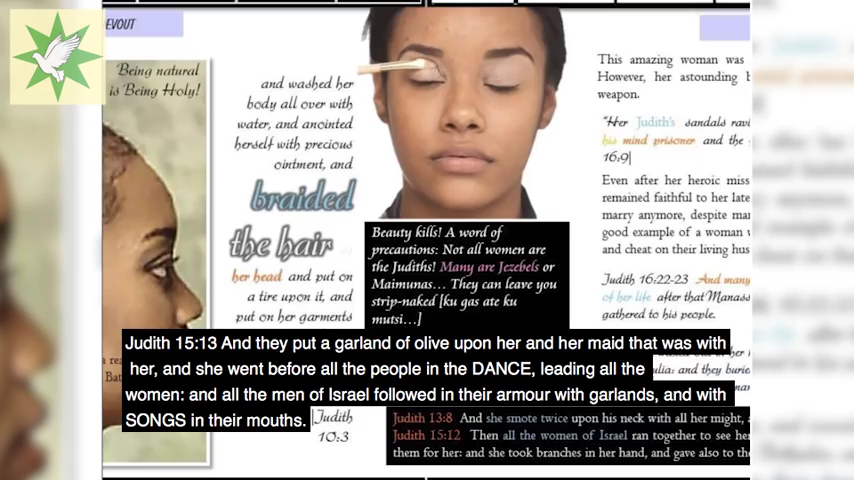 EVOUT
'Being natural
is Being Holy!
and washed her
body all over with
water, and anointed
herself with precious
ointment, and
braided
the hair
her head and put on
a tire upon it, and
put on her garments
Beauty kills! A word of
precautions: Not all women are
the Judiths! Many are Jezebels or
Maimunas... They can leave you
strip-naked [ku gas ate ku
mutsi...]
This amazing woman was
However, her astounding b
weapon.
"Her Judith's sandals ravi
his mind prisoner and the
16:9|
Even after her heroic miss
remained faithful to her late
marry anymore, despite man
good example of a woman
and cheat on their living hus
Judith 16:22-23 And many
of her life after that Manass
gathered to his people.
Judith 15:13 And they put a garland of olive upon her and her maid that was with
her, and she went before all the people in the DANCE, leading all the
women: and all the men of Israel followed in their armour with garlands, and with
SONGS in their mouths.
in her
ulia: and they burie
man
a re
Bat
[Judith
10:3
Judith 13:8 And she smote twice upon his neck with all her might,
Judith 15:12 Then all the women of Israel ran together to see her
them for her: and she took branches in her hand, and gave also to the